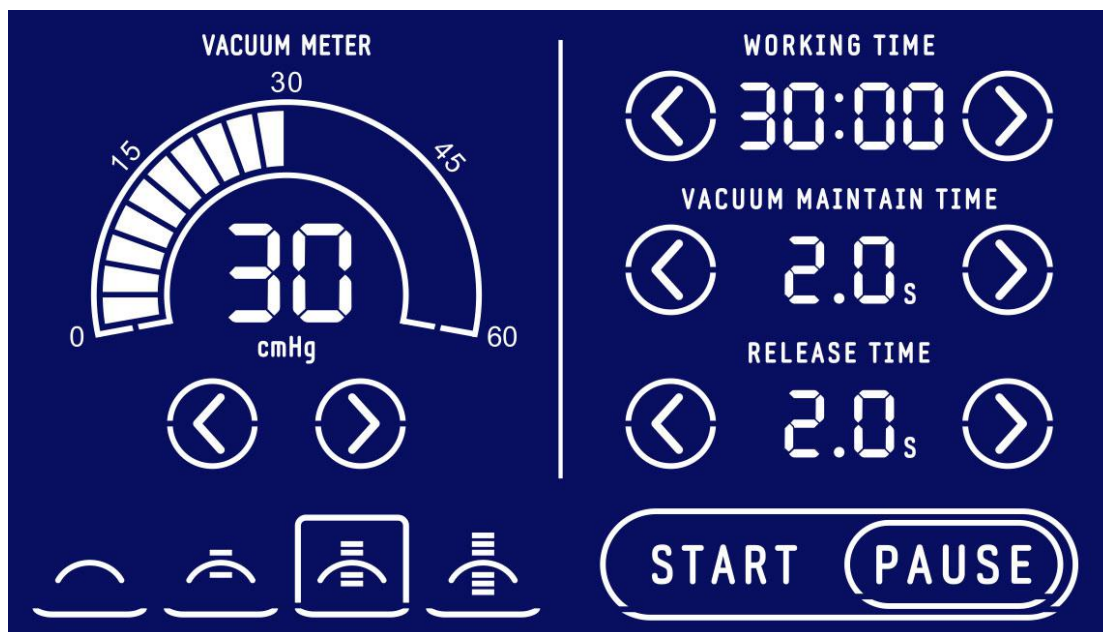 VACUUM METER
30
15
45
0
60
30
cmHg
WORKING TIME
30:00
VACUUM MAINTAIN TIME
2.0s
RELEASE TIME
2.0s
START PAUSE